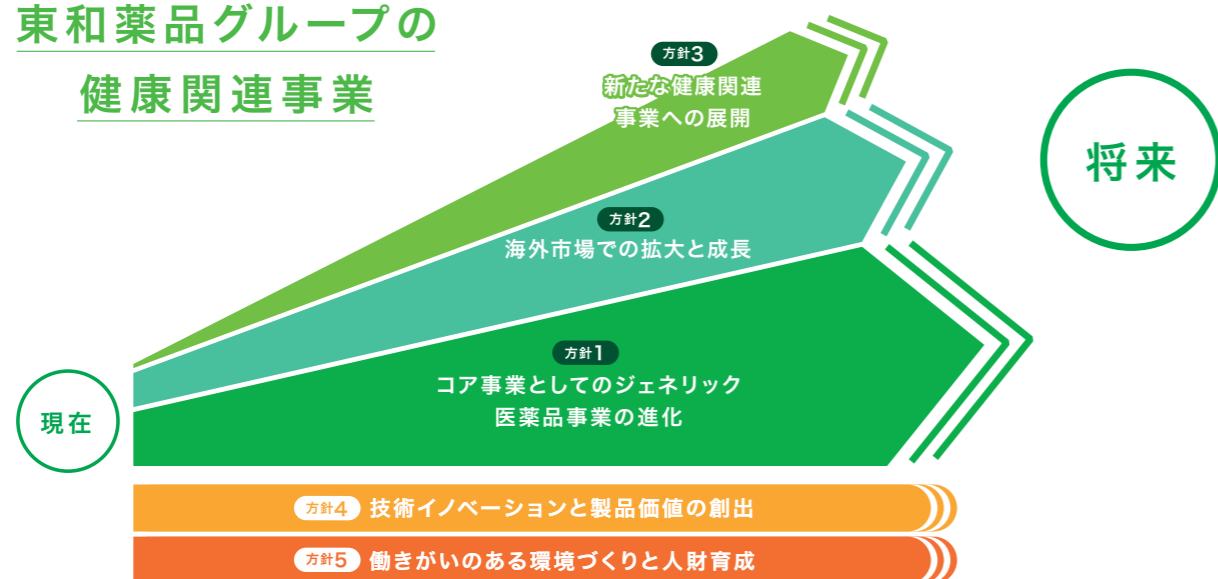 東和薬品グループの
健康関連事業
方針3
新たな健康関連
事業への展開
将来
方針2
海外市場での拡大と成長
方針1
コア事業としてのジェネリック
医薬品事業の進化
現在
方針4 技術イノベーションと製品価値の創出
方針5 働きがいのある環境づくりと人財育成